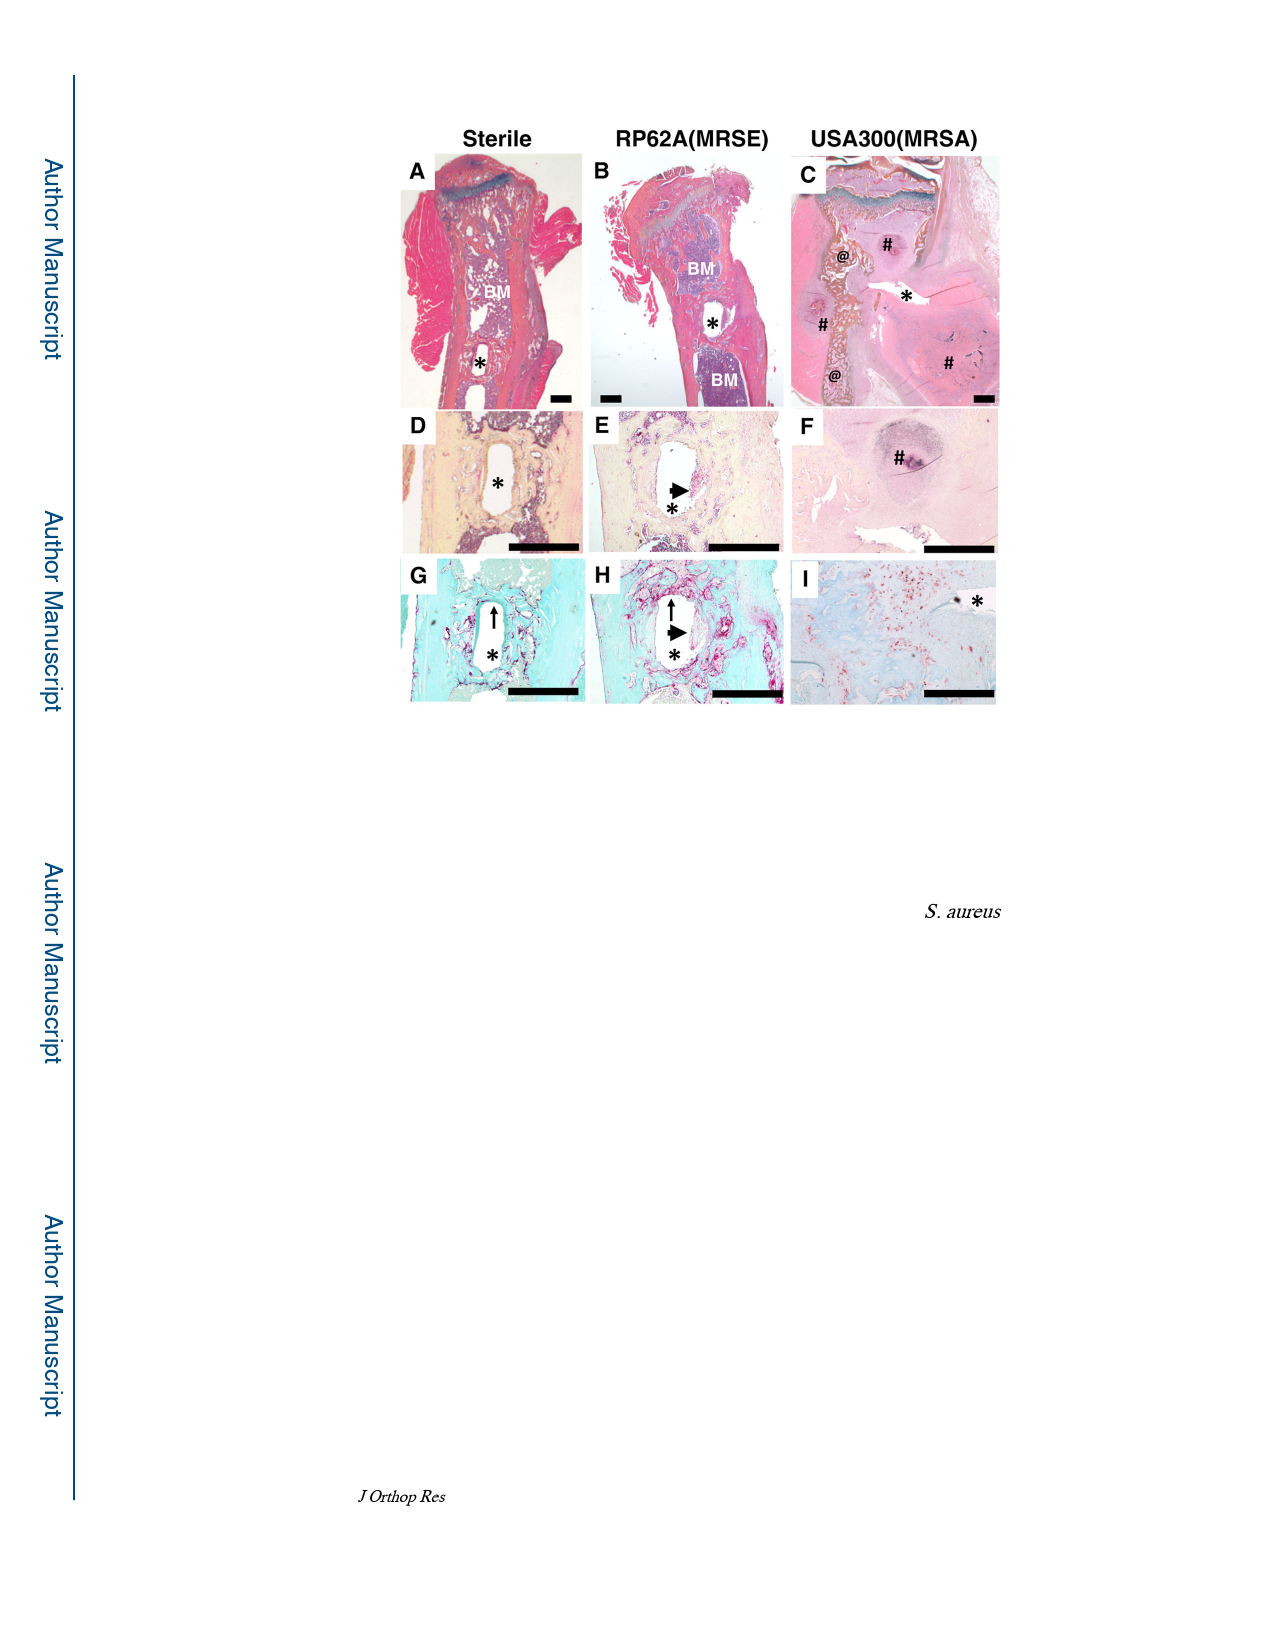 Author Manuscript
Author Manuscript
Author Manuscript
Author Manuscript
Sterile RP62A(MRSE) USA300(MRSA)
A B C
BM BM BM
* * *
# # #
@ @
D E F
* * #
G H I
* * *
S. aureus
J Orthop Res